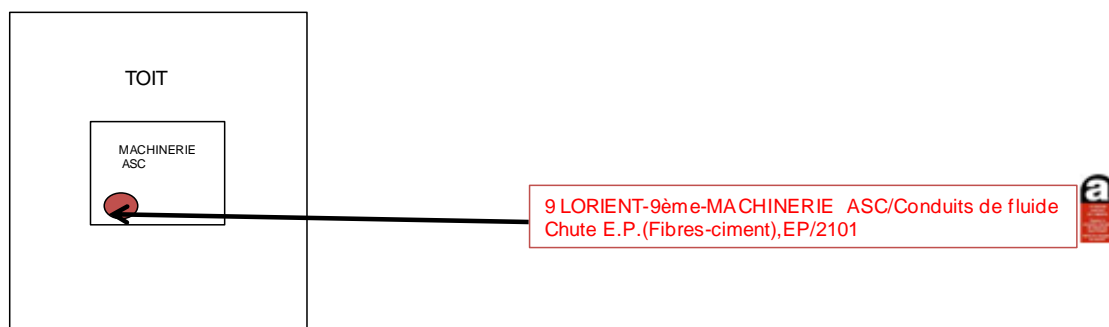 TOIT
MACHINERIE
ASC
9 LORIENT-9ème-MACHINERIE ASC/Conduits de fluide
Chute E.P.(Fibres-ciment),EP/2101
a